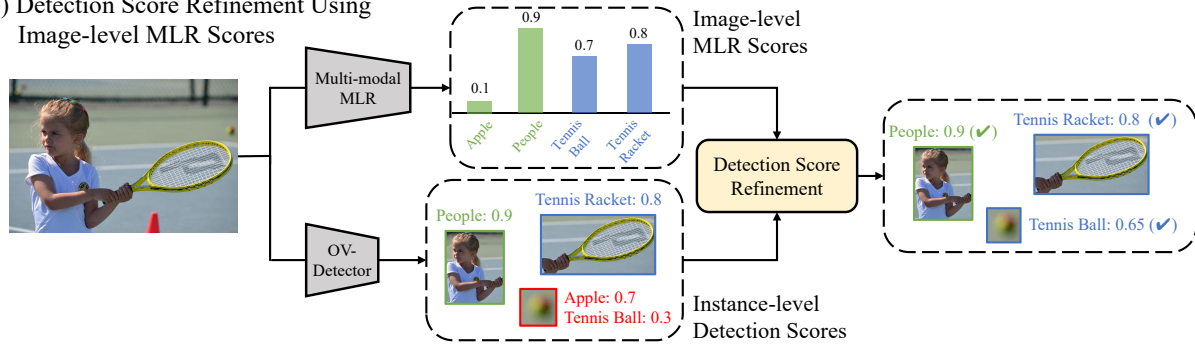 ) Detection Score Refinement Using
Image-level MLR Scores
Multi-modal
MLR
0.1
0.9
0.7
0.8
Apple
People
Tennis
Ball
Tennis
Racket
Image-level
MLR Scores
OV-
Detector
People: 0.9
Tennis Racket: 0.8
Apple: 0.7
Tennis Ball: 0.3
Instance-level
Detection Scores
Detection Score
Refinement
People: 0.9 (✔)
Tennis Racket: 0.8 (✔)
Tennis Ball: 0.65 (✔)